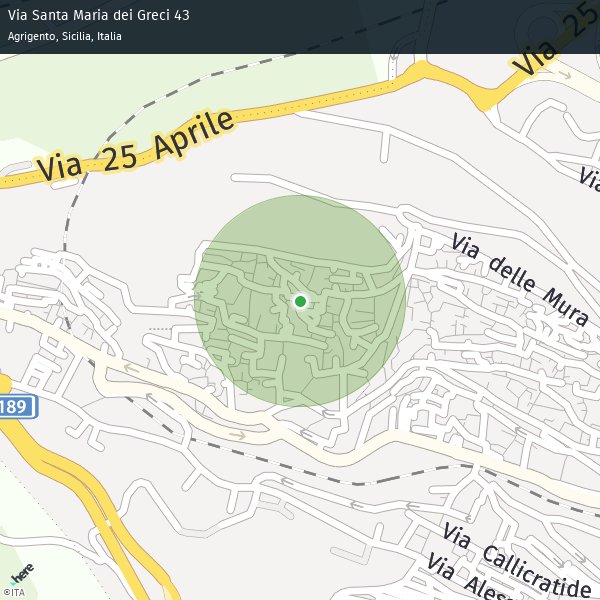 Via Santa Maria dei Greci 43
Agrigento, Sicilia, Italia
Via 25
Via 25 Aprile
Via
Via delle Mura
189
Via Callicratide
Via Aless
here
©ITA